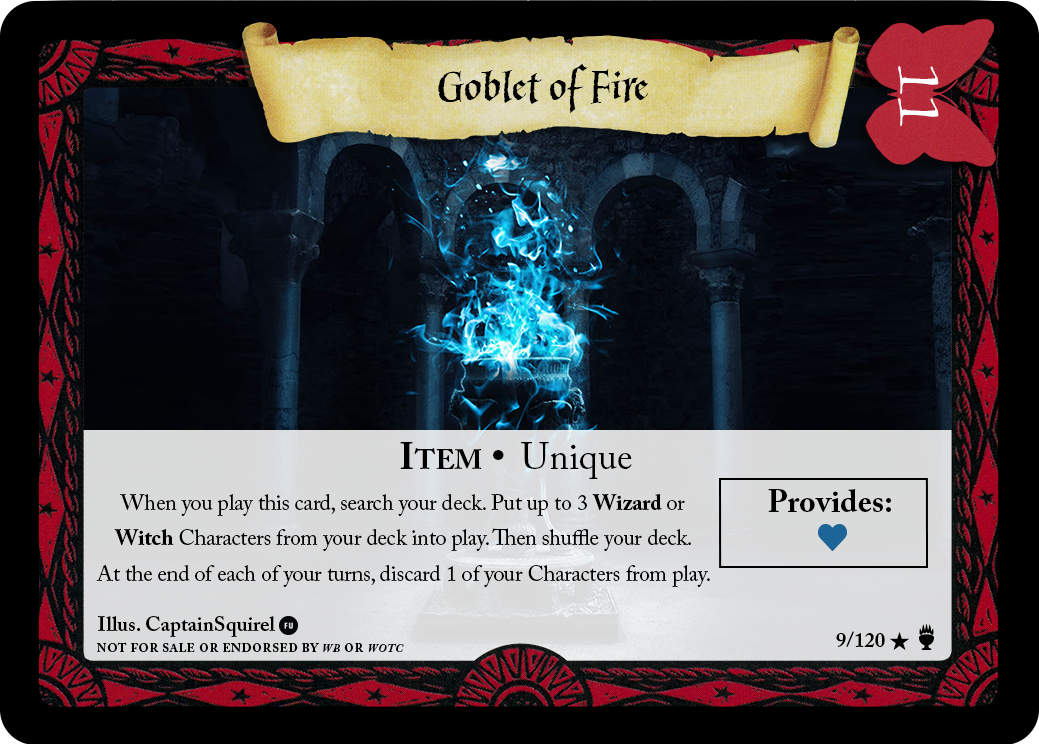 Goblet of Fire
11
ITEM • Unique
When you play this card, search your deck. Put up to 3 Wizard or
Witch Characters from your deck into play. Then shuffle your deck.
At the end of each of your turns, discard 1 of your Characters from play.
Provides:
Illus. CaptainSquirel FU
NOT FOR SALE OR ENDORSED BY WB OR WOTC
9/120 ★